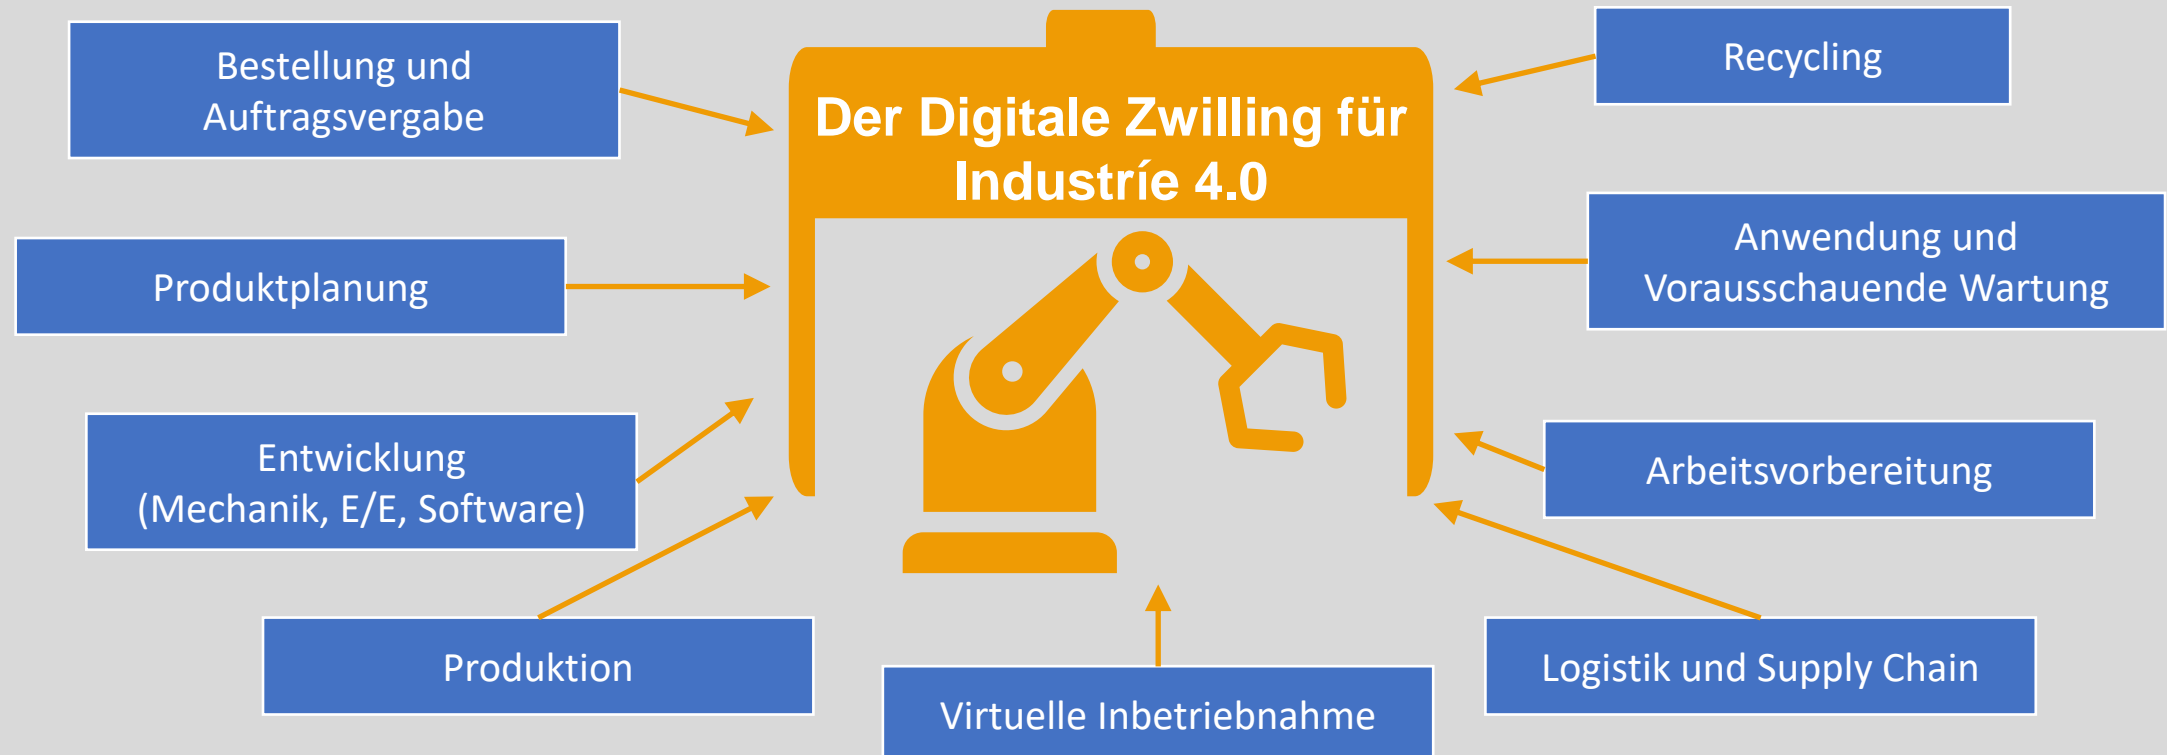 Bestellung und
Auftragsvergabe
Der Digitale Zwilling für
Industríe 4.0
Recycling
Produktplanung
Anwendung und
Vorausschauende Wartung
Entwicklung
(Mechanik, E/E, Software)
Arbeitsvorbereitung
Produktion
Virtuelle Inbetriebnahme
Logistik und Supply Chain